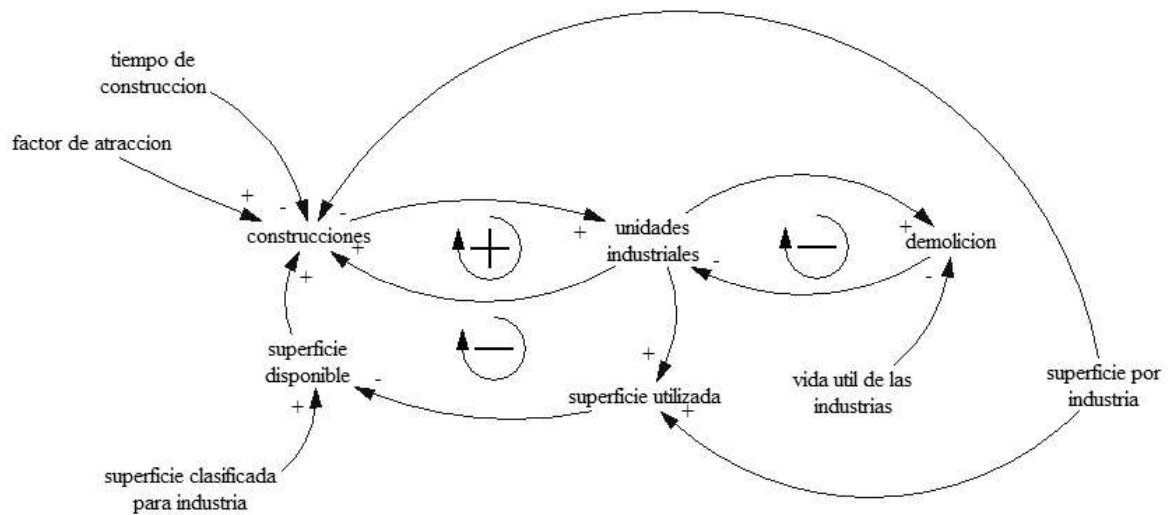 tiempo de
construccion
factor de atraccion
+
-
-
construcciones
+
+
+
unidades
industriales
+
-
-
demolicion
-
+
-
superficie
disponible
-
+
-
+
superficie utilizada
+
vida util de las
industrias
superficie por
industria
superficie clasificada
para industria